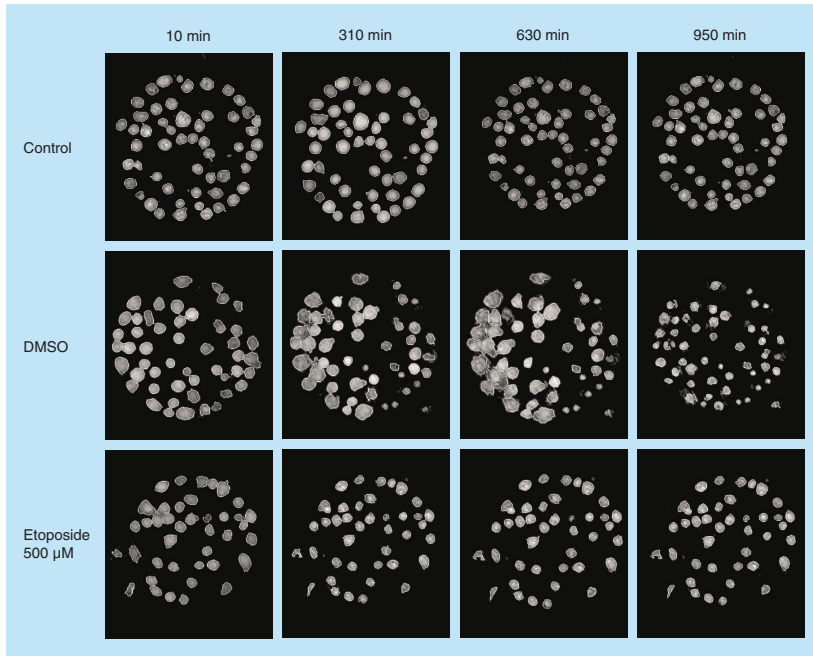 10 min 310 min 630 min 950 min
Control
DMSO
Etoposide
500 µM